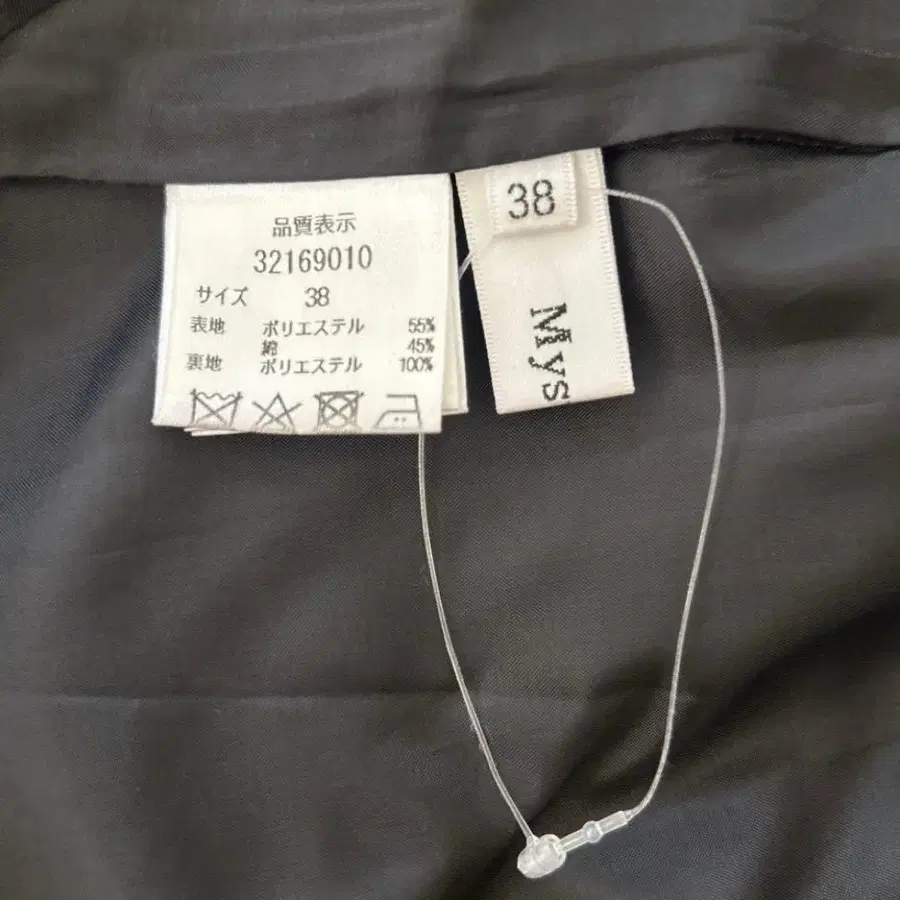 品質表示
32169010
サイズ 38
表地 ポリエステル 55%
綿 45%
裏地 ポリエステル 100%
38
Mys